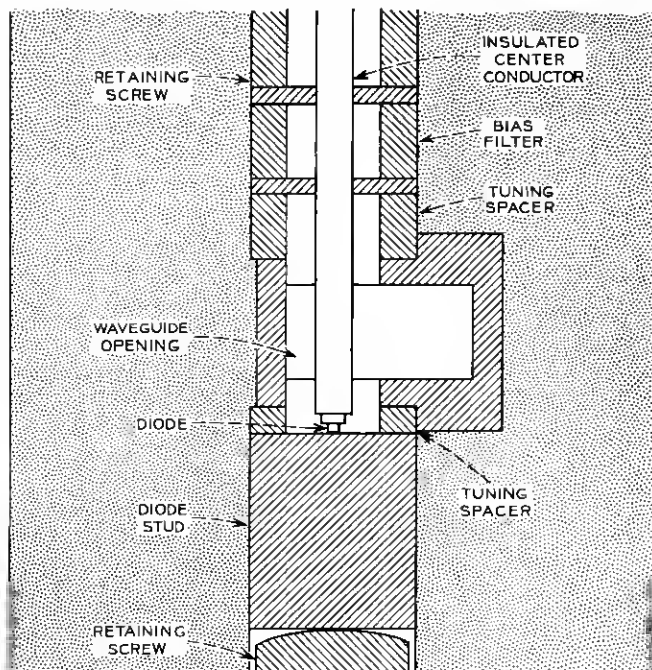 INSULATED
CENTER
CONDUCTOR
RETAINING
SCREW
BIAS
FILTER
TUNING
SPACER
WAVEGUIDE
OPENING
DIODE
TUNING
SPACER
DIODE
STUD
RETAINING
SCREW